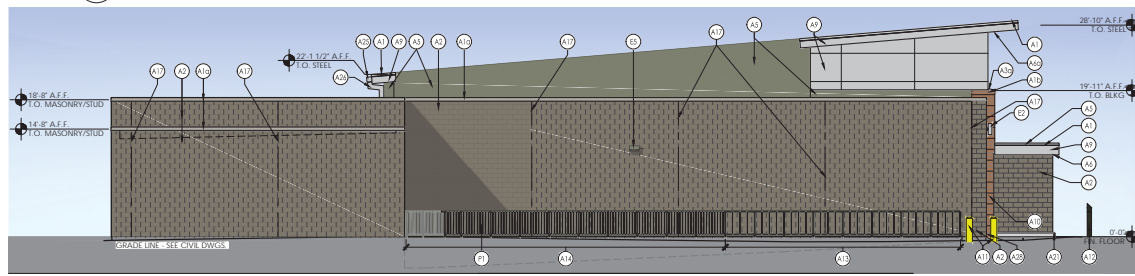 28'-10" A.F.F.
T.O. STEEL
A9
A5
A17
A25
A1
A9
A5
A2
A1a
A17
E5
22'-1 1/2" A.F.F.
T.O. STEEL
A1
A6a
A26
A3a
A17
A2
A1a
A17
A1b
19'-11" A.F.F.
T.O. BLKG
18'-8" A.F.F.
T.O. MASONRY/STUD
A17
E2
A5
14'-8" A.F.F.
T.O. MASONRY/STUD
A1
A9
A6
A2
A10
0'-0"
FIN. FLOOR
GRADE LINE - SEE CIVIL DWGS.
P1
A14
A13
A11
A2
A28
A21
A12